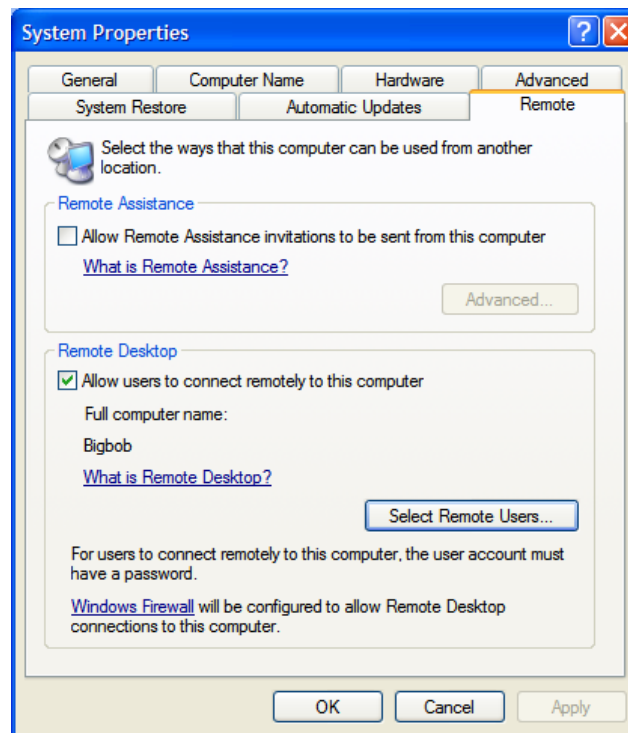 System Properties
General Computer Name Hardware Advanced
System Restore Automatic Updates Remote
Select the ways that this computer can be used from another
location.
Remote Assistance
Allow Remote Assistance invitations to be sent from this computer
What is Remote Assistance?
Advanced...
Remote Desktop
Allow users to connect remotely to this computer
Full computer name:
Bigbob
What is Remote Desktop?
Select Remote Users...
For users to connect remotely to this computer, the user account must
have a password.
Windows Firewall will be configured to allow Remote Desktop
connections to this computer.
OK Cancel Apply